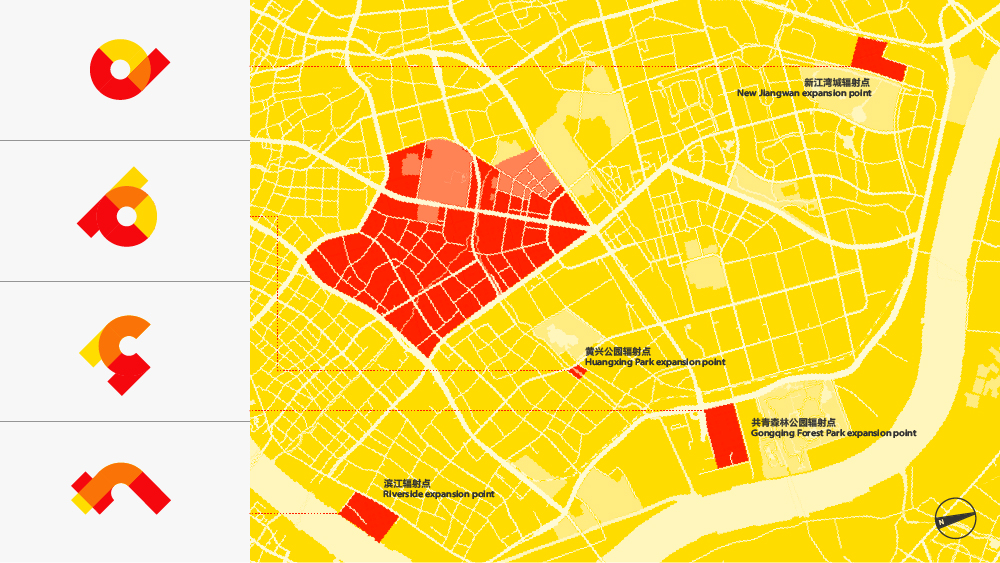 新江湾城辐射点
New Jiangwan expansion point
黄兴公园辐射点
Huangxing Park expansion point
共青森林公园辐射点
Gongqing Forest Park expansion point
滨江辐射点
Riverside expansion point
N